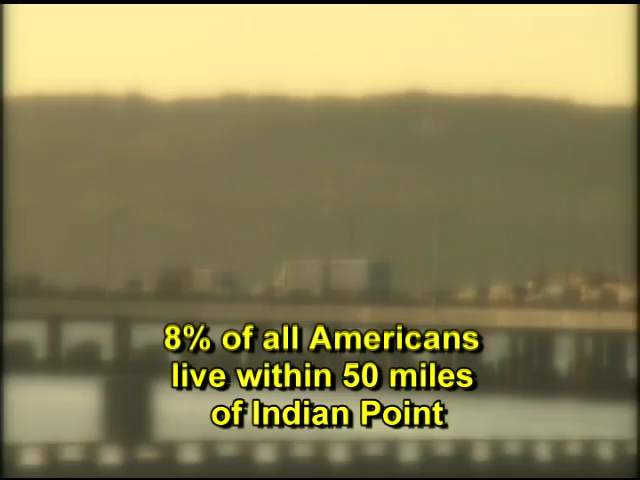 8% of all Americans
live within 50 miles
of Indian Point